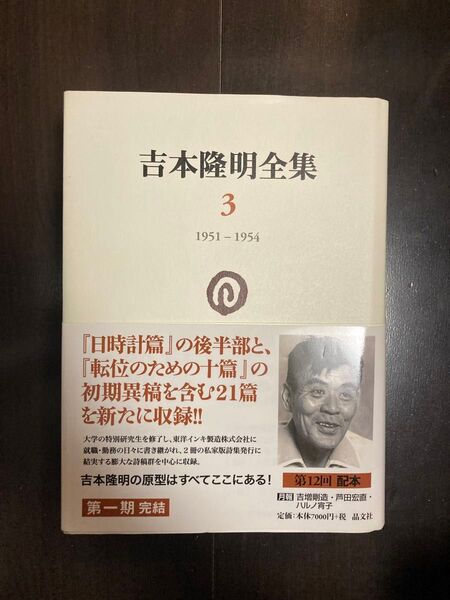 吉本隆明全集
3
1951－1954
『日時計篇』の後半部と、
『転位のための十篇』の
初期異稿を含む21篇
を新たに収録!!
大学の特別研究生を修了し、東洋インキ製造株式会社に
就職・勤務の日々に書き継がれ、2冊の私家版詩集発行に
結実する膨大な詩稿群を中心に収録。
吉本隆明の原型はすべてここにある！
第一期 完結
第12回 配本
月報 吉増剛造・芦田宏直・
ハルノ宵子
定価：本体7000円+税 晶文社